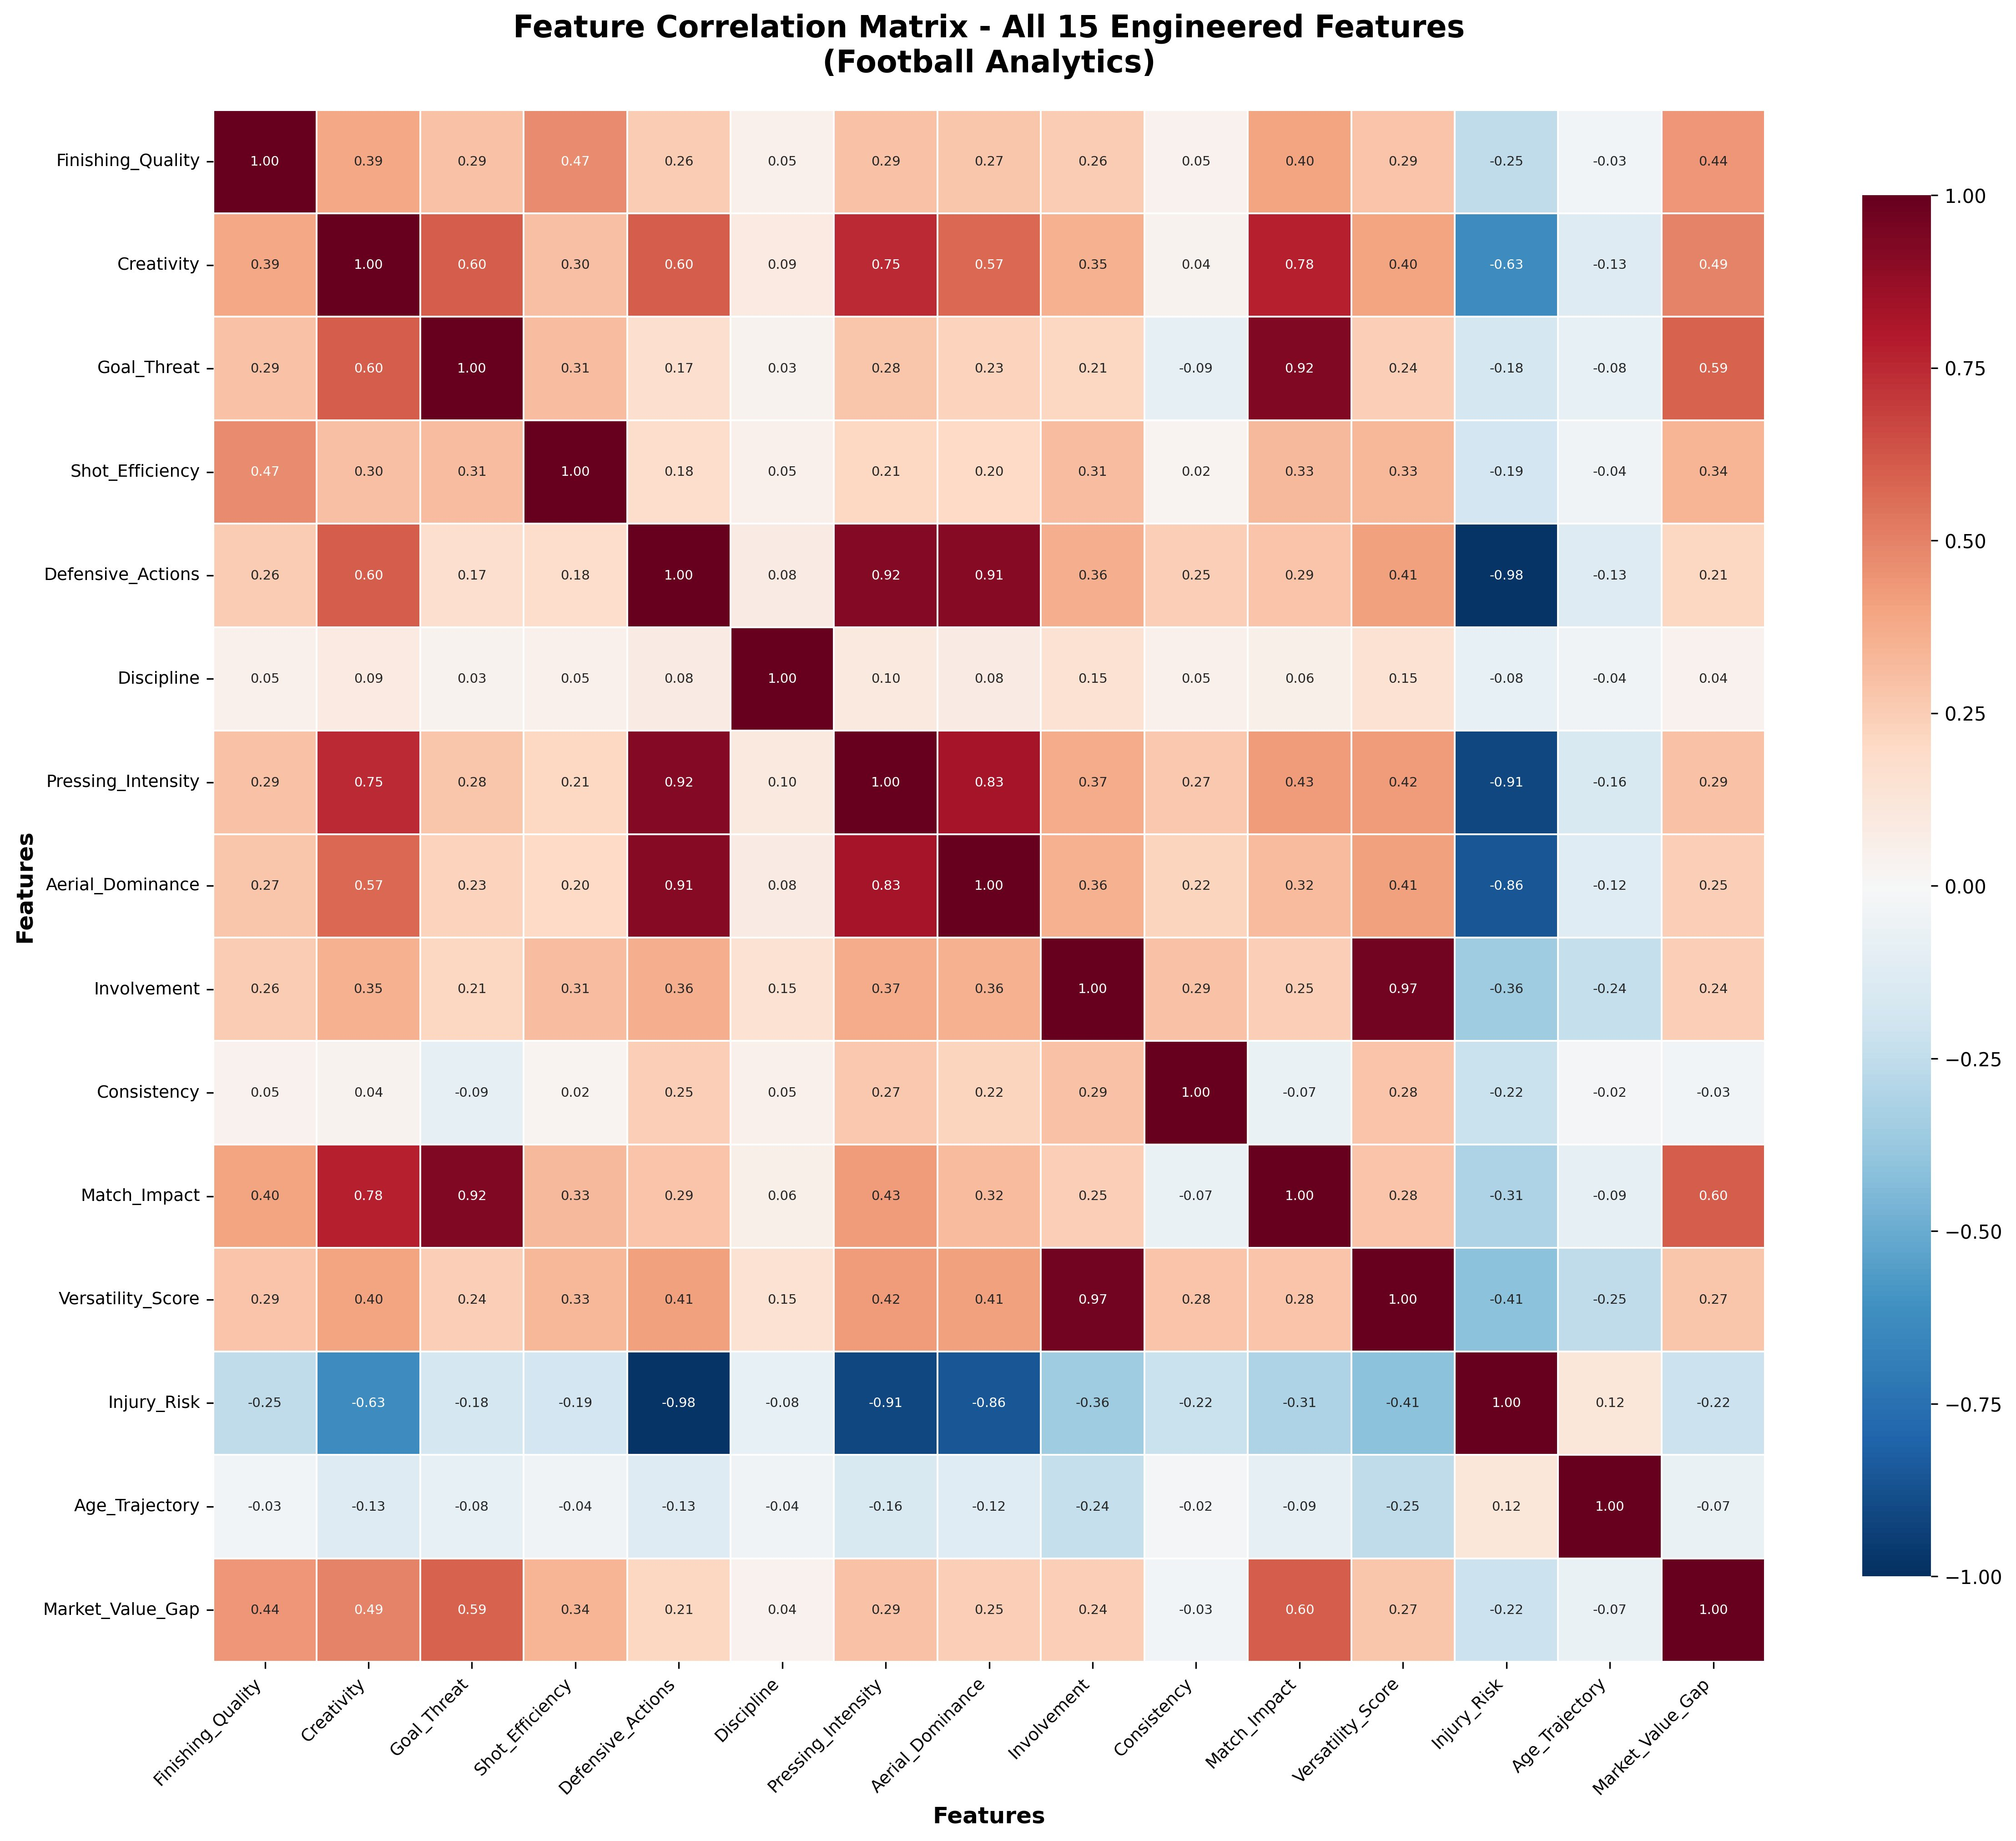 Feature Correlation Matrix - All 15 Engineered Features
(Football Analytics)
Finishing_Quality 1.00 0.39 0.29 0.47 0.26 0.05 0.29 0.27 0.26 0.05 0.40 0.29 -0.25 -0.03 0.44
Creativity 0.39 1.00 0.60 0.30 0.60 0.09 0.75 0.57 0.35 0.04 0.78 0.40 -0.63 -0.13 0.49
Goal_Threat 0.29 0.60 1.00 0.31 0.17 0.03 0.28 0.23 0.21 -0.09 0.92 0.24 -0.18 -0.08 0.59
Shot_Efficiency 0.47 0.30 0.31 1.00 0.18 0.05 0.21 0.20 0.31 0.02 0.33 0.33 -0.19 -0.04 0.34
Defensive_Actions 0.26 0.60 0.17 0.18 1.00 0.08 0.92 0.91 0.36 0.25 0.29 0.41 -0.98 -0.13 0.21
Discipline 0.05 0.09 0.03 0.05 0.08 1.00 0.10 0.08 0.15 0.05 0.06 0.15 -0.08 -0.04 0.04
Pressing_Intensity 0.29 0.75 0.28 0.21 0.92 0.10 1.00 0.83 0.37 0.27 0.43 0.42 -0.91 -0.16 0.29
Aerial_Dominance 0.27 0.57 0.23 0.20 0.91 0.08 0.83 1.00 0.36 0.22 0.32 0.41 -0.86 -0.12 0.25
Involvement 0.26 0.35 0.21 0.31 0.36 0.15 0.37 0.36 1.00 0.29 0.25 0.97 -0.36 -0.24 0.24
Consistency 0.05 0.04 -0.09 0.02 0.25 0.05 0.27 0.22 0.29 1.00 -0.07 0.28 -0.22 -0.02 -0.03
Match_Impact 0.40 0.78 0.92 0.33 0.29 0.06 0.43 0.32 0.25 -0.07 1.00 0.28 -0.31 -0.09 0.60
Versatility_Score 0.29 0.40 0.24 0.33 0.41 0.15 0.42 0.41 0.97 0.28 0.28 1.00 -0.41 -0.25 0.27
Injury_Risk -0.25 -0.63 -0.18 -0.19 -0.98 -0.08 -0.91 -0.86 -0.36 -0.22 -0.31 -0.41 1.00 0.12 -0.22
Age_Trajectory -0.03 -0.13 -0.08 -0.04 -0.13 -0.04 -0.16 -0.12 -0.24 -0.02 -0.09 -0.25 0.12 1.00 -0.07
Market_Value_Gap 0.44 0.49 0.59 0.34 0.21 0.04 0.29 0.25 0.24 -0.03 0.60 0.27 -0.22 -0.07 1.00
Features
Finishing_Quality
Creativity
Goal_Threat
Shot_Efficiency
Defensive_Actions
Discipline
Pressing_Intensity
Aerial_Dominance
Involvement
Consistency
Match_Impact
Versatility_Score
Injury_Risk
Age_Trajectory
Market_Value_Gap
Features
1.00
0.75
0.50
0.25
0.00
−0.25
−0.50
−0.75
−1.00